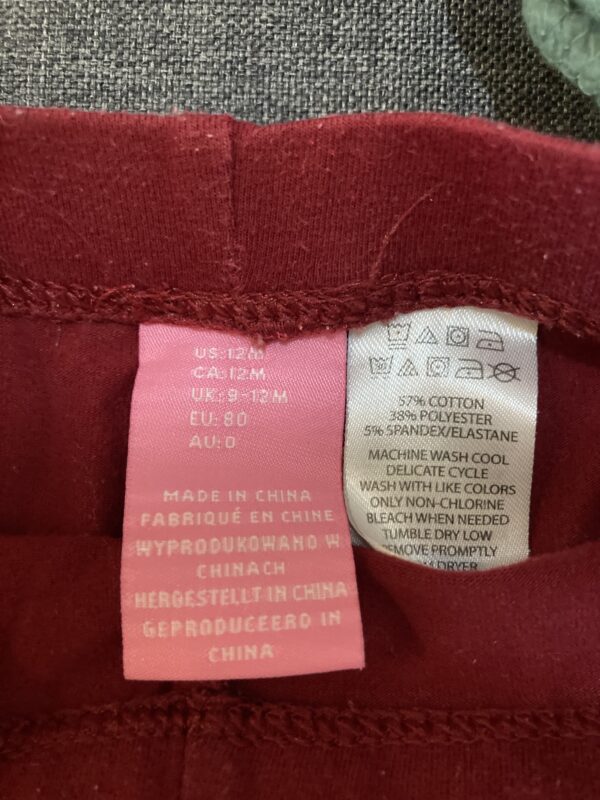 US: 12M
CA: 12M
UK: 9-12M
EU: 80
AU: 0
MADE IN CHINA
FABRIQUÉ EN CHINE
WYPRODUKOWANO W
CHINACH
HERGESTELLT IN CHINA
GEPRODUCEERD IN
CHINA
57% COTTON
38% POLYESTER
5% SPANDEX/ELASTANE
MACHINE WASH COOL
DELICATE CYCLE
WASH WITH LIKE COLORS
ONLY NON-CHLORINE
BLEACH WHEN NEEDED
TUMBLE DRY LOW
REMOVE PROMPTLY
DRYER